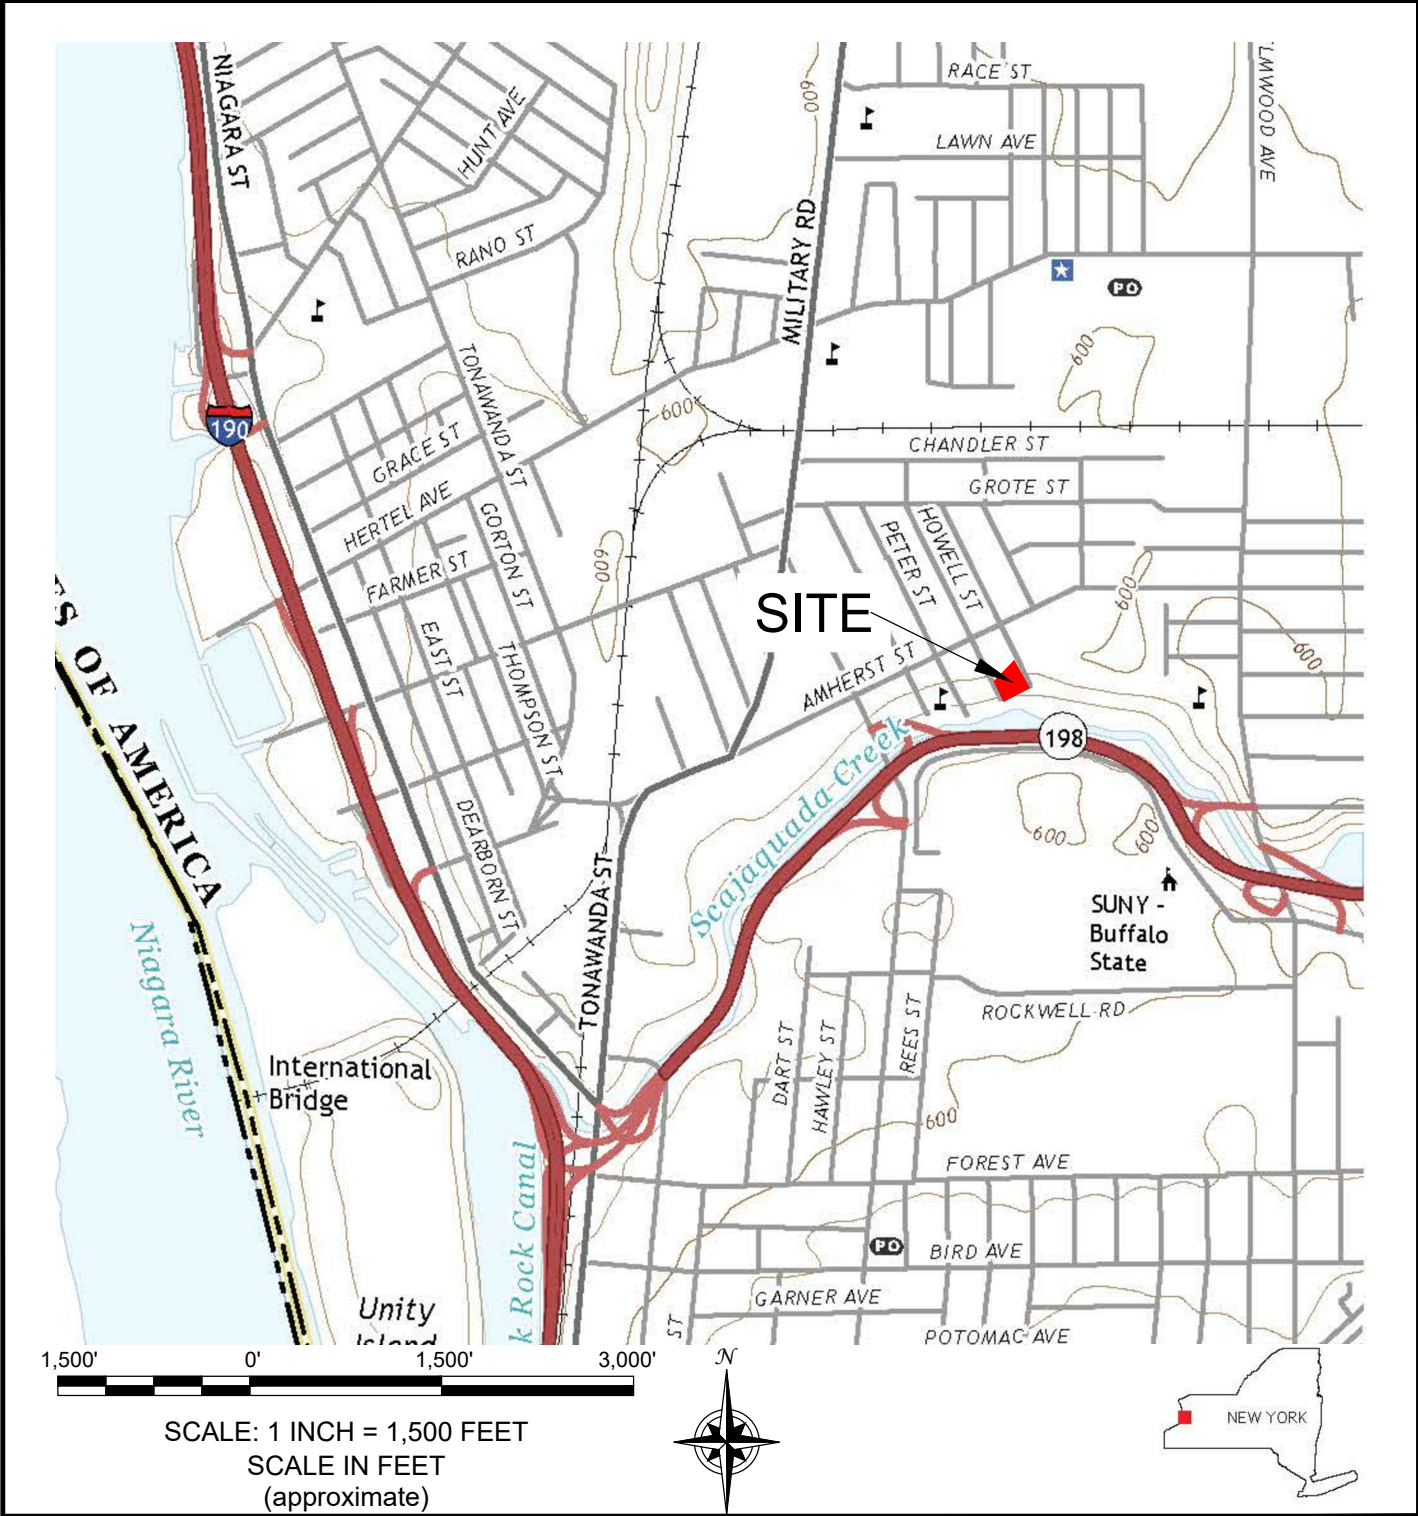 RACE ST
NIAGARA ST
LMWOOD AVE
600
HUNT AVE
LAWN AVE
MILITARY RD
RANO ST
PO
600
TONAWANDA ST
600
190
GRACE ST
CHANDLER ST
HERTEL AVE
GROTE ST
GORTON ST
PETER ST
HOWELL ST
600
FARMER ST
600
SITE
ES OF AMERICA
EAST ST
THOMPSON ST
AMHERST ST
600
198
Scajaquada Creek
DEARBORN ST
600
600
TONAWANDA ST
SUNY -
Buffalo
State
Niagara River
ROCKWELL RD
DART ST
HAWLEY ST
REES ST
International
Bridge
600
FOREST AVE
k Rock Canal
PO
BIRD AVE
GARNER AVE
Unity
Island
ST
POTOMAC AVE
1,500' 0' 1,500' 3,000'
N
SCALE: 1 INCH = 1,500 FEET
SCALE IN FEET
(approximate)
NEW YORK